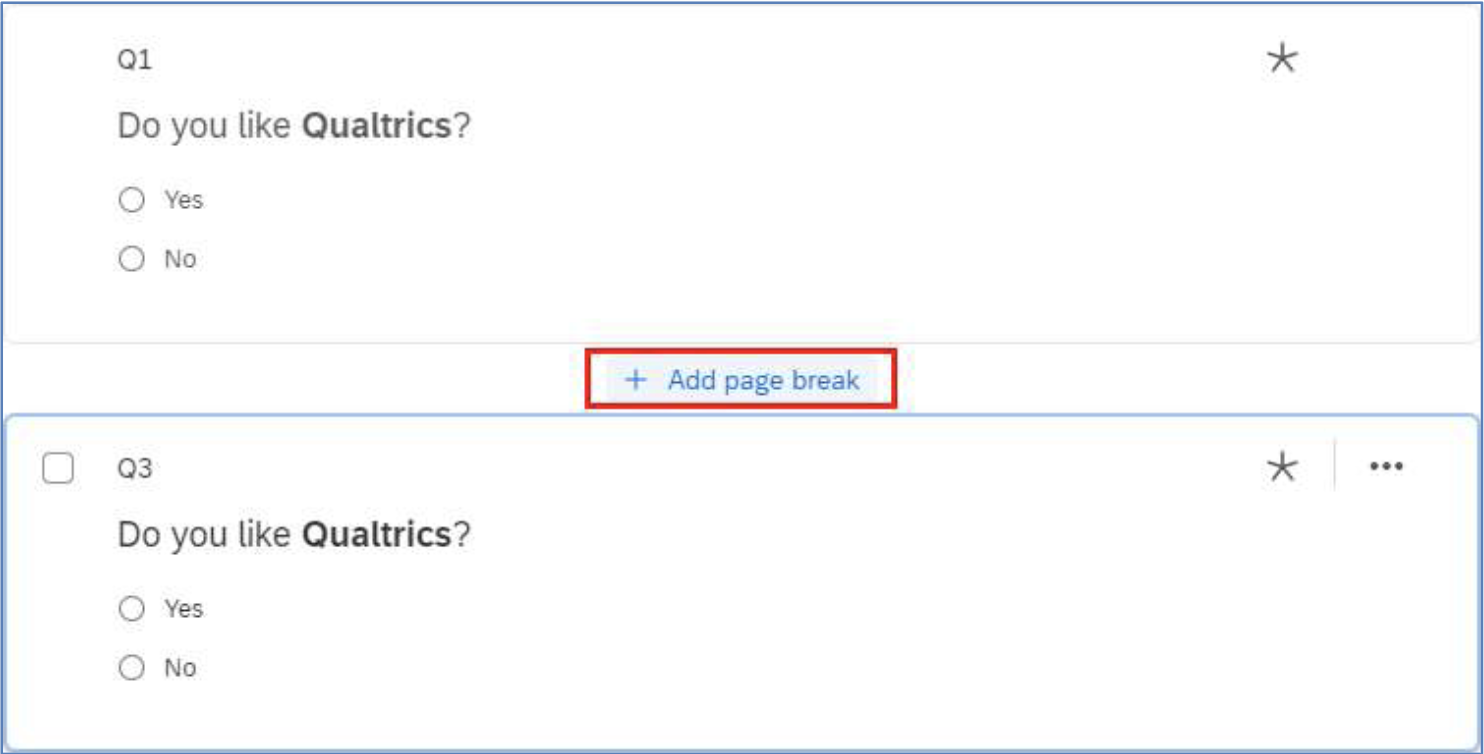 Q1
Do you like Qualtrics?
Yes
No
+ Add page break
Q3
Do you like Qualtrics?
Yes
No